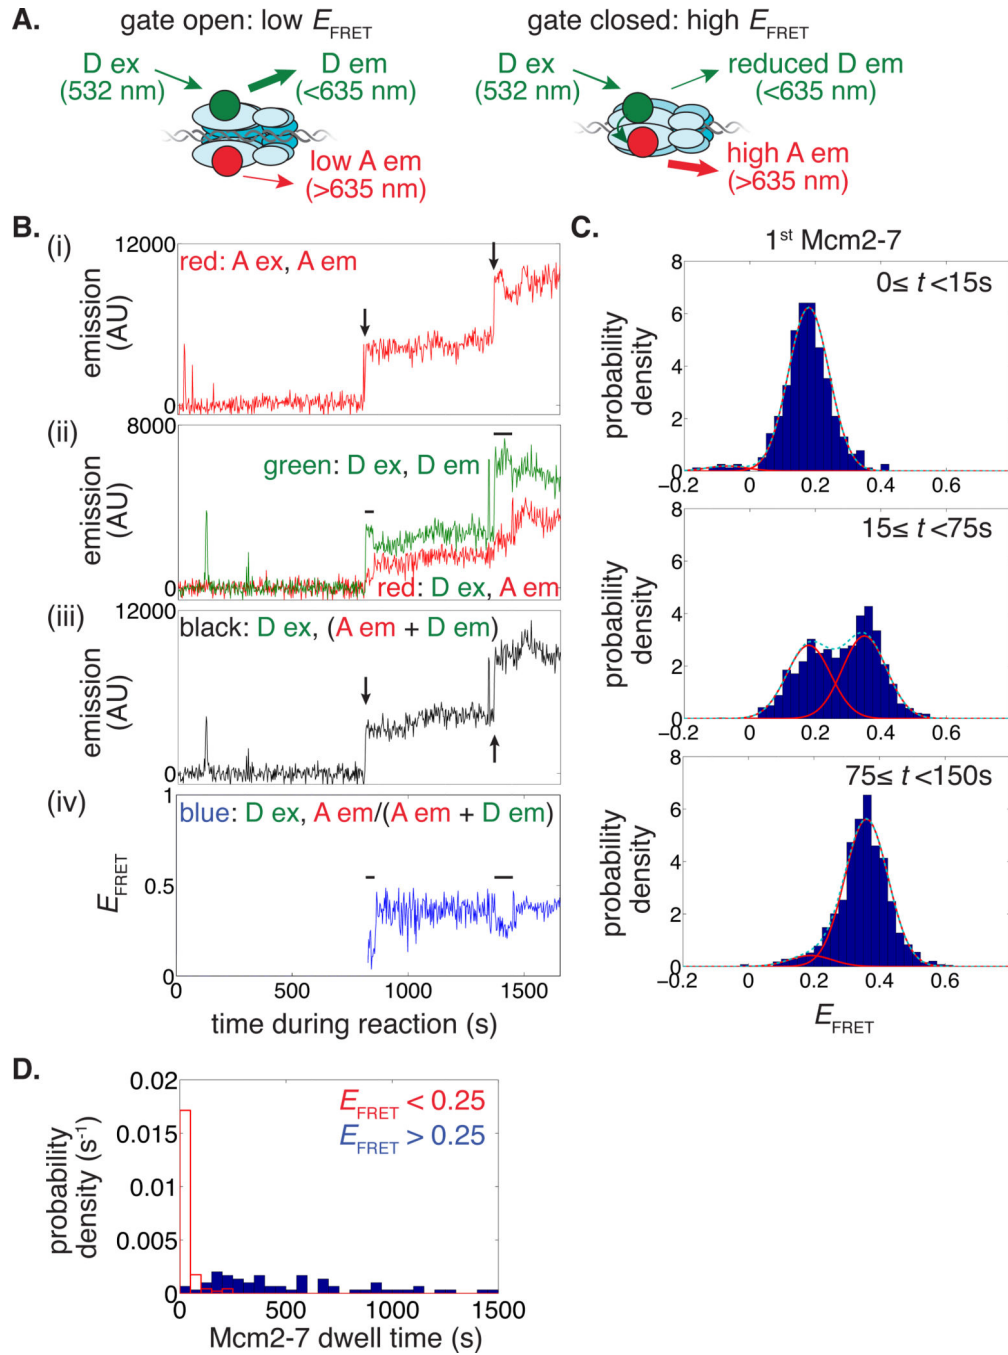 A.
gate open: low E_FRET
gate closed: high E_FRET
D ex
(532 nm)
D em
(<635 nm)
low A em
(>635 nm)
D ex
(532 nm)
reduced D em
(<635 nm)
high A em
(>635 nm)
B.
(i)
12000
red: A ex, A em
emission
(AU)
0
(ii)
8000
green: D ex, D em
emission
(AU)
0
red: D ex, A em
(iii)
12000
black: D ex, (A em + D em)
emission
(AU)
0
(iv)
1
blue: D ex, A em/(A em + D em)
E_FRET
0.5
0
0 500 1000 1500
time during reaction (s)
C.
1st Mcm2-7
8
0≤ t <15s
6
probability
density
4
2
0
−0.2 0 0.2 0.4 0.6
8
15≤ t <75s
6
probability
density
4
2
0
−0.2 0 0.2 0.4 0.6
8
75≤ t <150s
6
probability
density
4
2
0
−0.2 0 0.2 0.4 0.6
E_FRET
D.
0.02
E_FRET < 0.25
E_FRET > 0.25
0.015
probability
density (s-1)
0.01
0.005
0
0 500 1000 1500
Mcm2-7 dwell time (s)